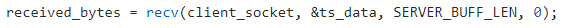 received_bytes = recv(client_socket, &ts_data, SERVER_BUFF_LEN, 0);